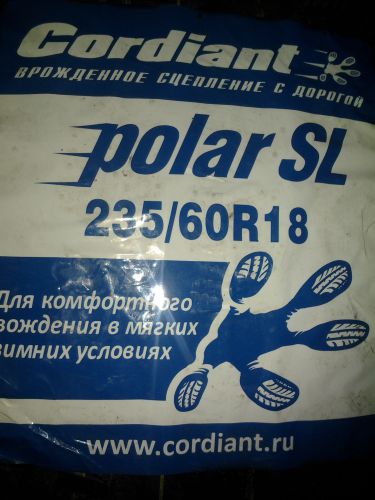 Cordiant
ВРОЖДЕННОЕ СЦЕПЛЕНИЕ С ДОРОГОЙ
polar SL
235/60R18
Для комфортного
вождения в мягких
зимних условиях
www.cordiant.ru